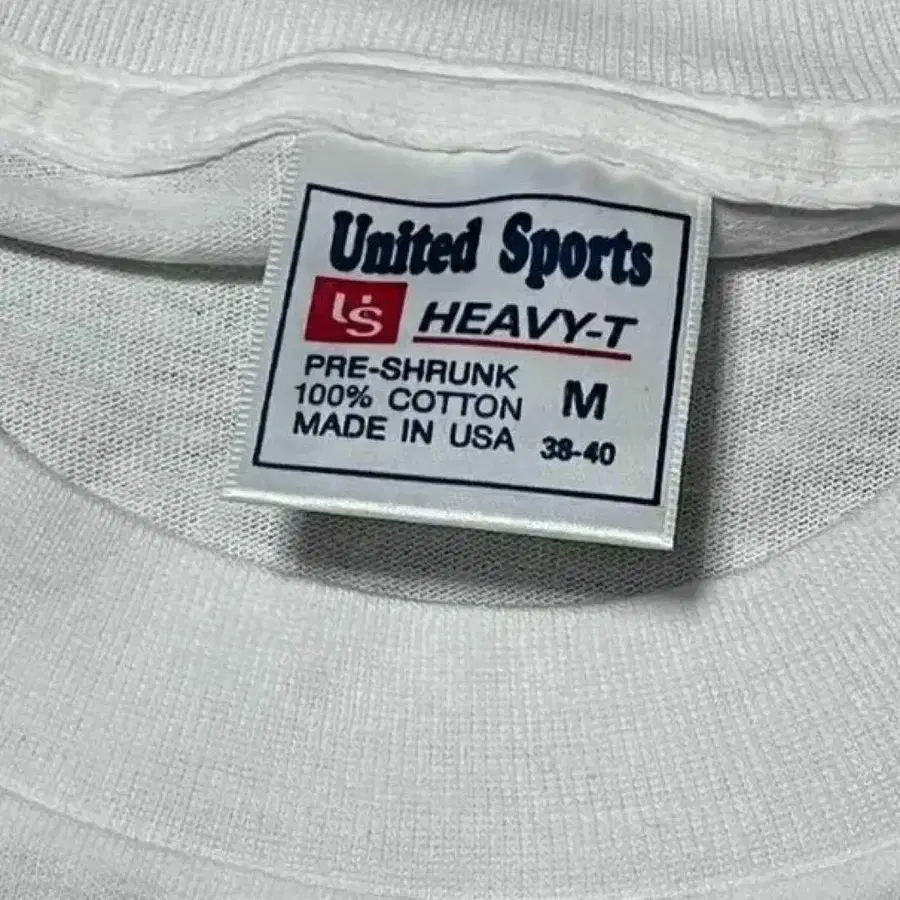 United Sports
US HEAVY-T
PRE-SHRUNK
100% COTTON M
MADE IN USA 38-40